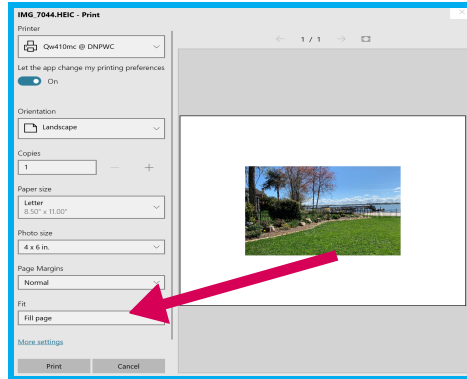 IMG_7044.HEIC - Print
Printer
Qw410mc @ DNPWC
Let the app change my printing preferences
On
Orientation
Landscape
Copies
1
Paper size
Letter
8.50" x 11.00"
Photo size
4 x 6 in.
Page Margins
Normal
Fit
Fill page
More settings
Print Cancel
1 / 1